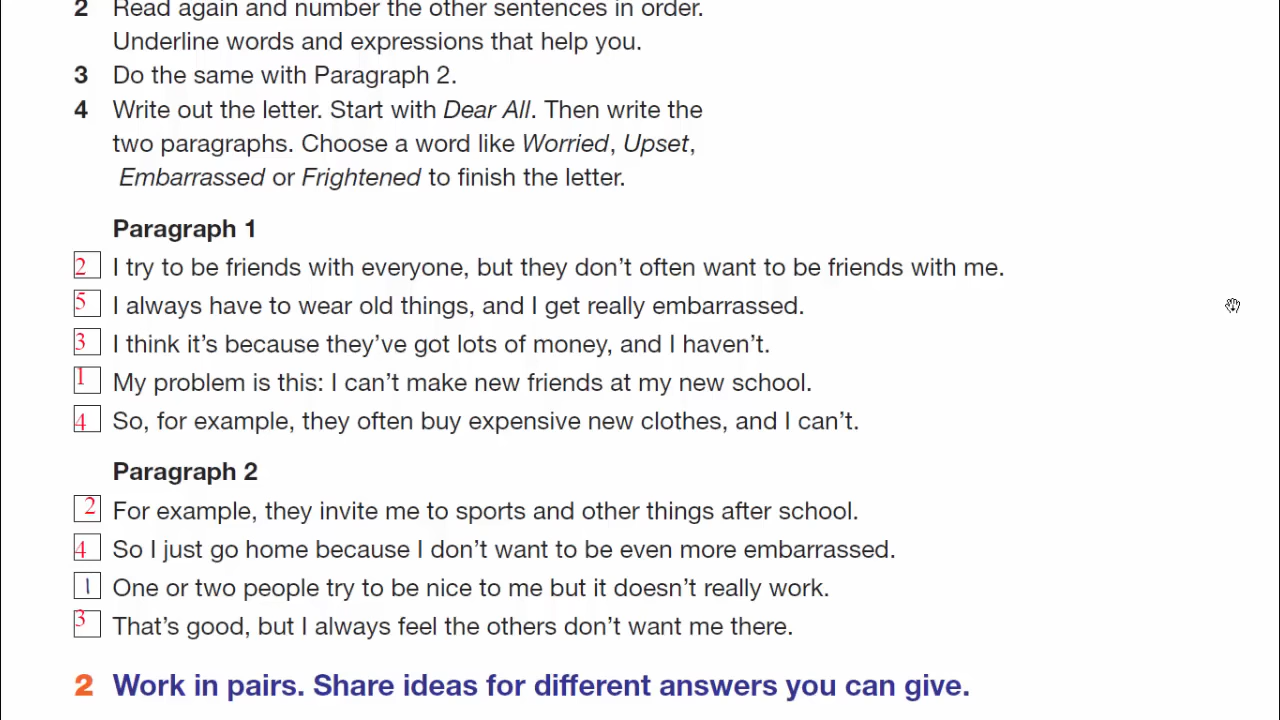 2 Read again and number the other sentences in order.
Underline words and expressions that help you.
3 Do the same with Paragraph 2.
4 Write out the letter. Start with Dear All. Then write the
two paragraphs. Choose a word like Worried, Upset,
Embarrassed or Frightened to finish the letter.
Paragraph 1
2 I try to be friends with everyone, but they don't often want to be friends with me.
5 I always have to wear old things, and I get really embarrassed.
3 I think it's because they've got lots of money, and I haven't.
1 My problem is this: I can't make new friends at my new school.
4 So, for example, they often buy expensive new clothes, and I can't.
Paragraph 2
2 For example, they invite me to sports and other things after school.
4 So I just go home because I don't want to be even more embarrassed.
1 One or two people try to be nice to me but it doesn't really work.
3 That's good, but I always feel the others don't want me there.
2 Work in pairs. Share ideas for different answers you can give.